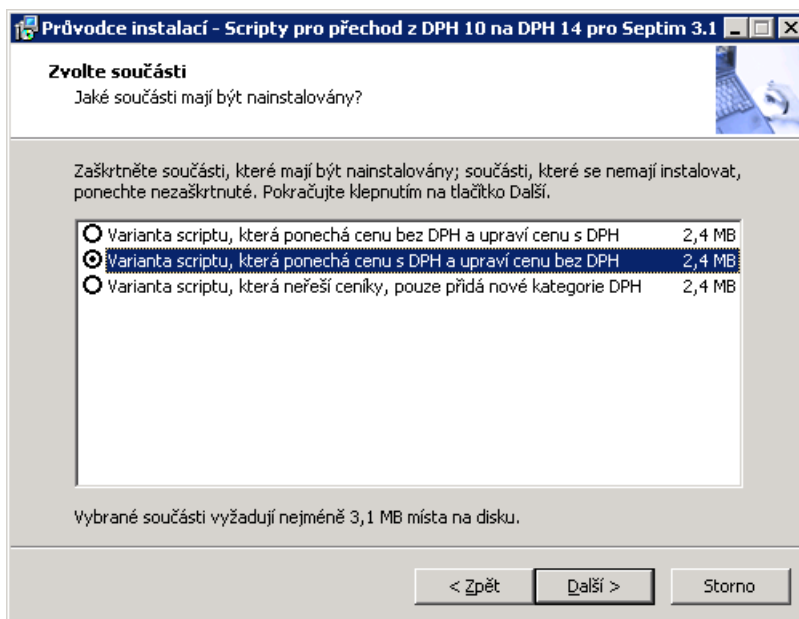 Průvodce instalací - Scripty pro přechod z DPH 10 na DPH 14 pro Septim 3.1
Zvolte součásti
Jaké součásti mají být nainstalovány?
Zaškrtněte součásti, které mají být nainstalovány; součásti, které se nemají instalovat,
ponechte nezaškrtnuté. Pokračujte klepnutím na tlačítko Další.
Varianta scriptu, která ponechá cenu bez DPH a upraví cenu s DPH 2,4 MB
Varianta scriptu, která ponechá cenu s DPH a upraví cenu bez DPH 2,4 MB
Varianta scriptu, která neřeší ceníky, pouze přidá nové kategorie DPH 2,4 MB
Vybrané součásti vyžadují nejméně 3,1 MB místa na disku.
< Zpět Další > Storno